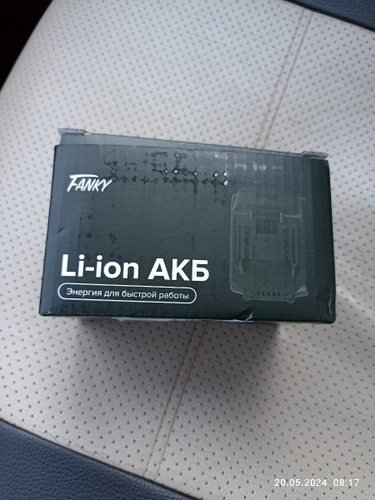 FANKY
Li-ion АКБ
Энергия для быстрой работы
20.05.2024 08:17